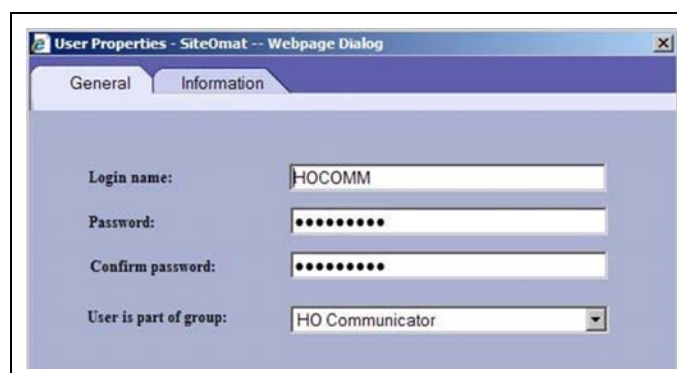 User Properties - SiteOmat -- Webpage Dialog
General Information
Login name: HOCOMM
Password: ●●●●●●●●●
Confirm password: ●●●●●●●●●
User is part of group: HO Communicator